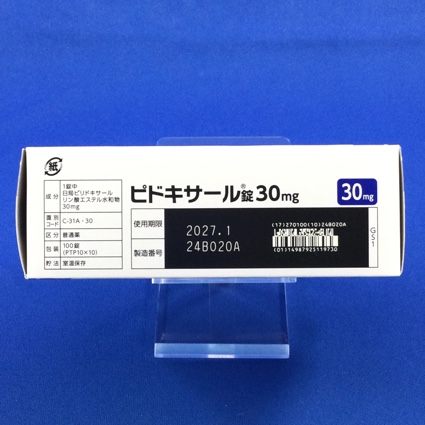 紙
成分
1錠中
日局ピリドキサール
リン酸エステル水和物
30mg
識別
コード
C-31A・30
区分
普通薬
包装
100錠
(PTP10×10)
貯法
室温保存
ピドキサール®錠30mg
30mg
使用期限
2027.1
製造番号
24B020A
(17)270100(10)24B020A
(01)14987925119730
GS1